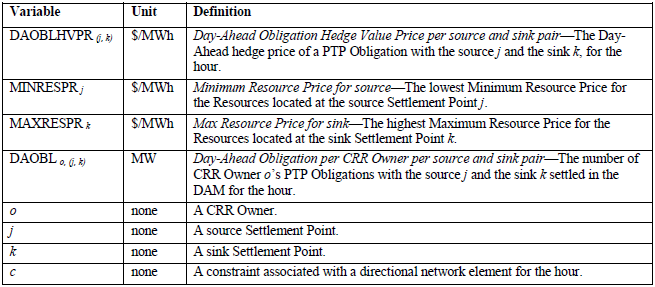 Variable Unit Definition
DAOBLHVPR (j, k) $/MWh Day-Ahead Obligation Hedge Value Price per source and sink pair—The Day-
Ahead hedge price of a PTP Obligation with the source j and the sink k, for the
hour.
MINRESPR j $/MWh Minimum Resource Price for source—The lowest Minimum Resource Price for
the Resources located at the source Settlement Point j.
MAXRESPR k $/MWh Max Resource Price for sink—The highest Maximum Resource Price for the
Resources located at the sink Settlement Point k.
DAOBL o, (j, k) MW Day-Ahead Obligation per CRR Owner per source and sink pair—The number of
CRR Owner o's PTP Obligations with the source j and the sink k settled in the
DAM for the hour.
o none A CRR Owner.
j none A source Settlement Point.
k none A sink Settlement Point.
c none A constraint associated with a directional network element for the hour.